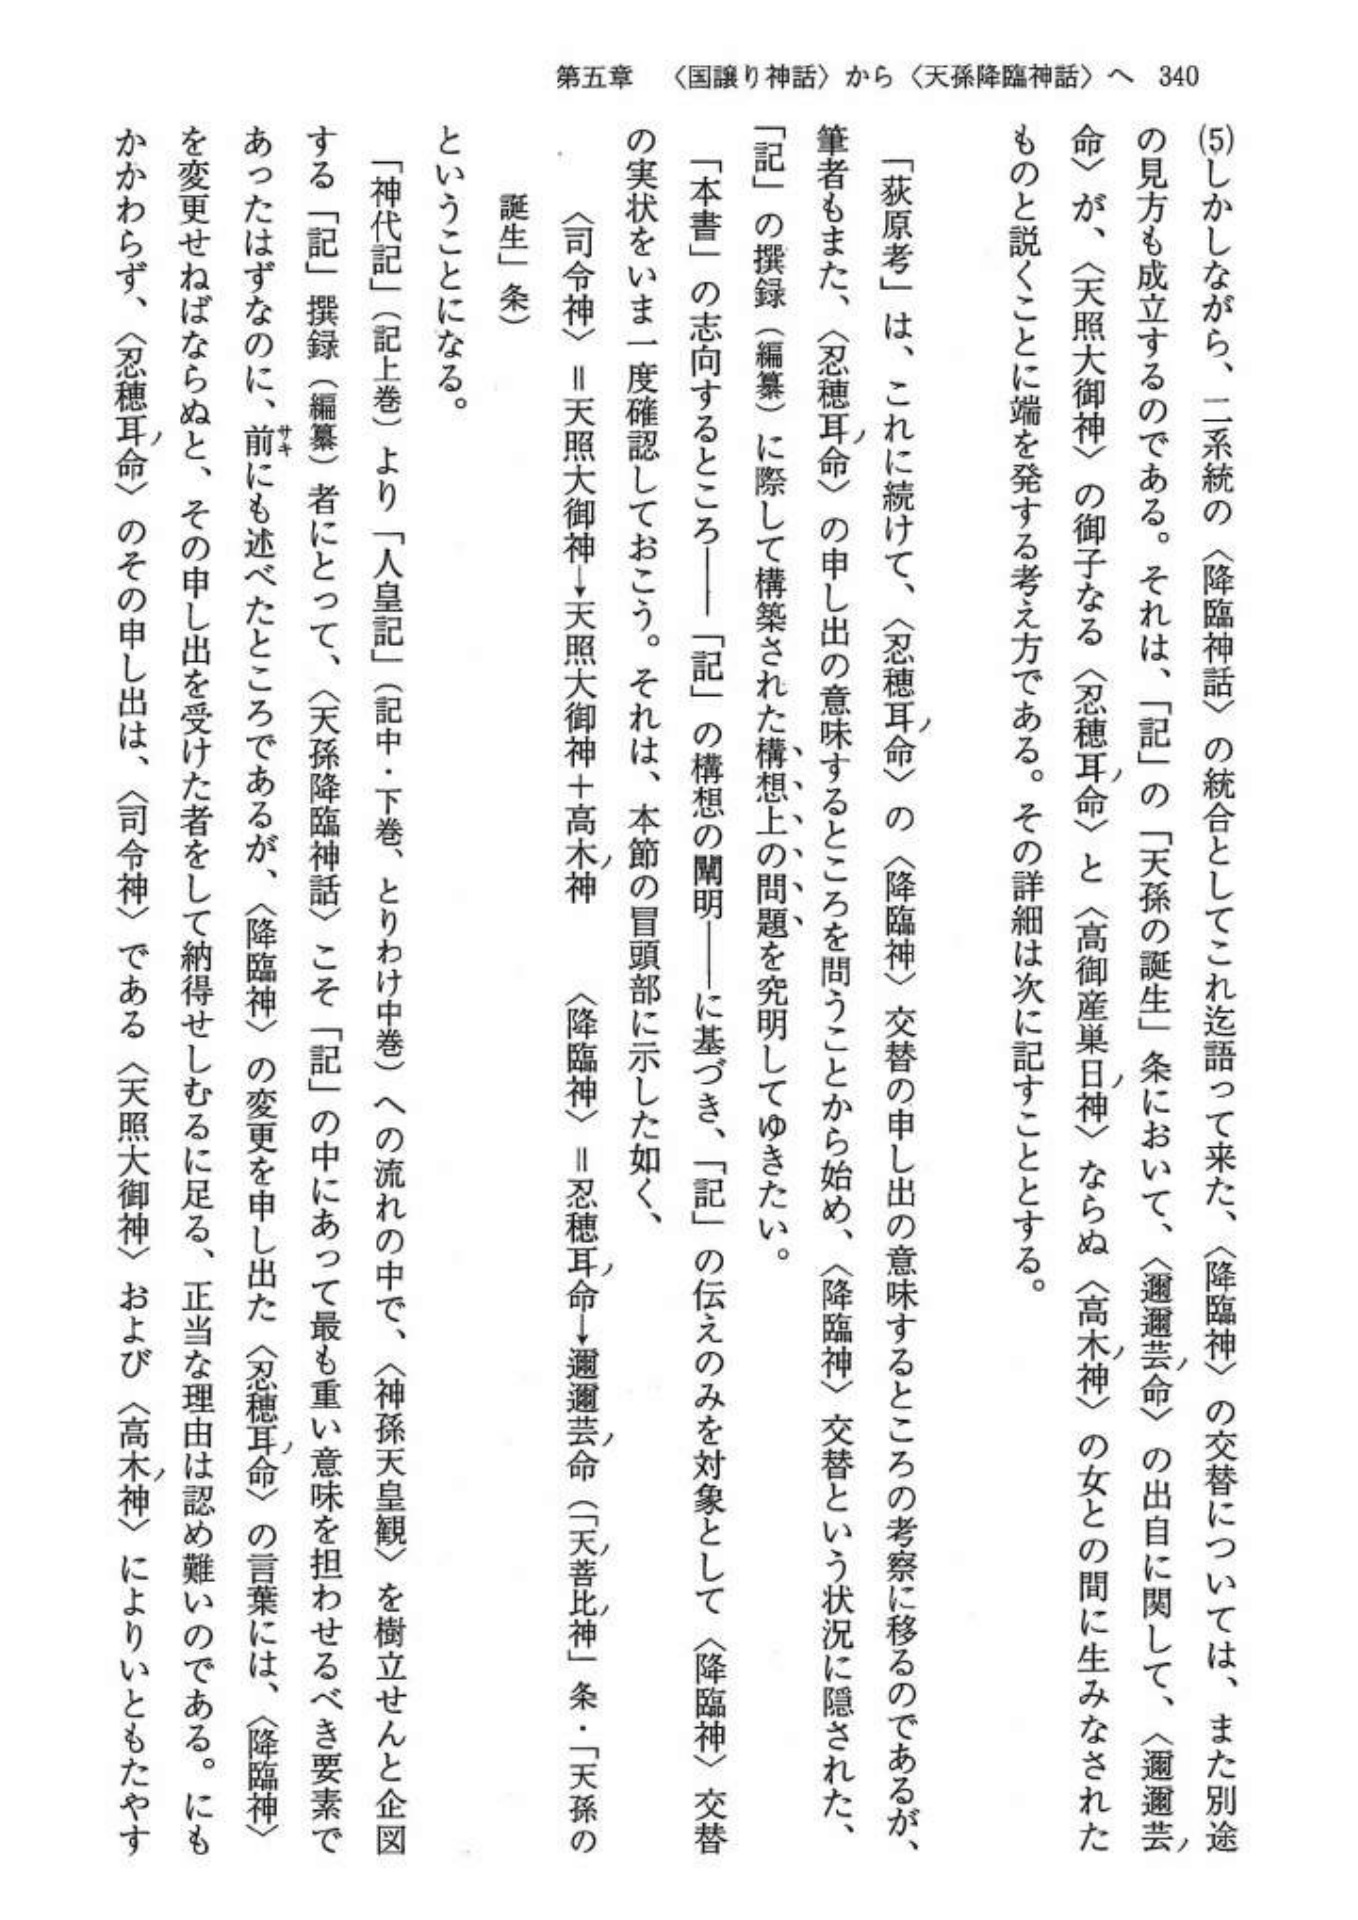 第五章　〈国譲り神話〉から〈天孫降臨神話〉へ　340
(5)しかしながら、二系統の〈降臨神話〉の統合としてこれ迄語って来た、〈降臨神〉の交替については、また別途
の見方も成立するのである。それは、「記」の「天孫の誕生」条において、〈邇邇芸ノ命〉の出自に関して、〈邇邇芸ノ
命〉が、〈天照大御神〉の御子なる〈忍穂耳ノ命〉と〈高御産巣日ノ神〉ならぬ〈高木ノ神〉の女との間に生みなされた
ものと説くことに端を発する考え方である。その詳細は次に記すこととする。
「荻原考」は、これに続けて、〈忍穂耳ノ命〉の〈降臨神〉交替の申し出の意味するところの考察に移るのであるが、
筆者もまた、〈忍穂耳ノ命〉の申し出の意味するところを問うことから始め、〈降臨神〉交替という状況に隠された、
「記」の撰録（編纂）に際して構築された構想上の問題を究明してゆきたい。
「本書」の志向するところ――「記」の構想の闡明――に基づき、「記」の伝えのみを対象として〈降臨神〉交替
の実状をいま一度確認しておこう。それは、本節の冒頭部に示した如く、
〈司令神〉＝天照大御神→天照大御神＋高木ノ神　　〈降臨神〉＝忍穂耳ノ命→邇邇芸ノ命（「天ノ菩比ノ神」条・「天孫の
誕生」条）
ということになる。
「神代記」（記上巻）より「人皇記」（記中・下巻、とりわけ中巻）への流れの中で、〈神孫天皇観〉を樹立せんと企図
する「記」撰録（編纂）者にとって、〈天孫降臨神話〉こそ「記」の中にあって最も重い意味を担わせるべき要素で
あったはずなのに、前サキにも述べたところであるが、〈降臨神〉の変更を申し出た〈忍穂耳ノ命〉の言葉には、〈降臨神〉
を変更せねばならぬと、その申し出を受けた者をして納得せしむるに足る、正当な理由は認め難いのである。にも
かかわらず、〈忍穂耳ノ命〉のその申し出は、〈司令神〉である〈天照大御神〉および〈高木ノ神〉によりいともたやす